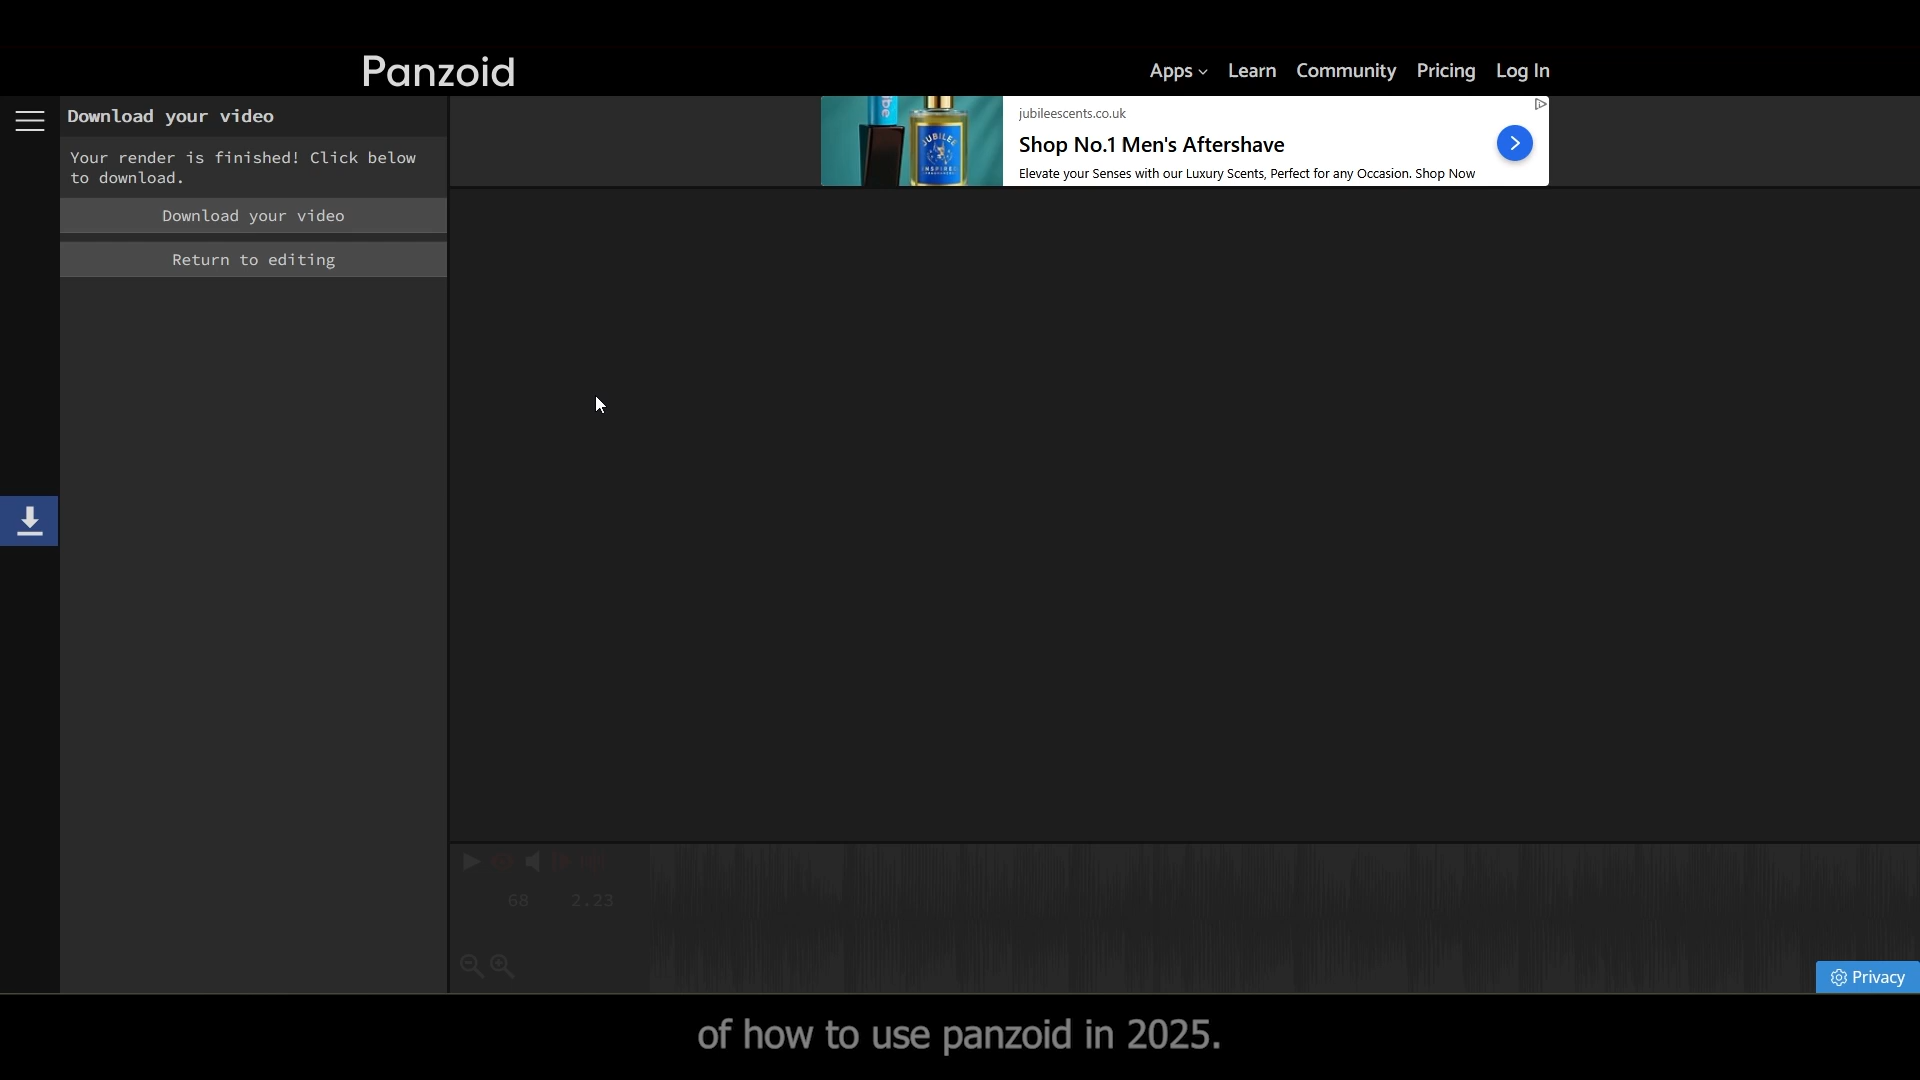 Panzoid
Apps
Learn
Community
Pricing
Log In
Download your video
Your render is finished! Click below
to download.
Download your video
Return to editing
JUBILEE
jubileescents.co.uk
Shop No.1 Men's Aftershave
Elevate your Senses with our Luxury Scents, Perfect for any Occasion. Shop Now
68 2.23
Privacy
of how to use panzoid in 2025.